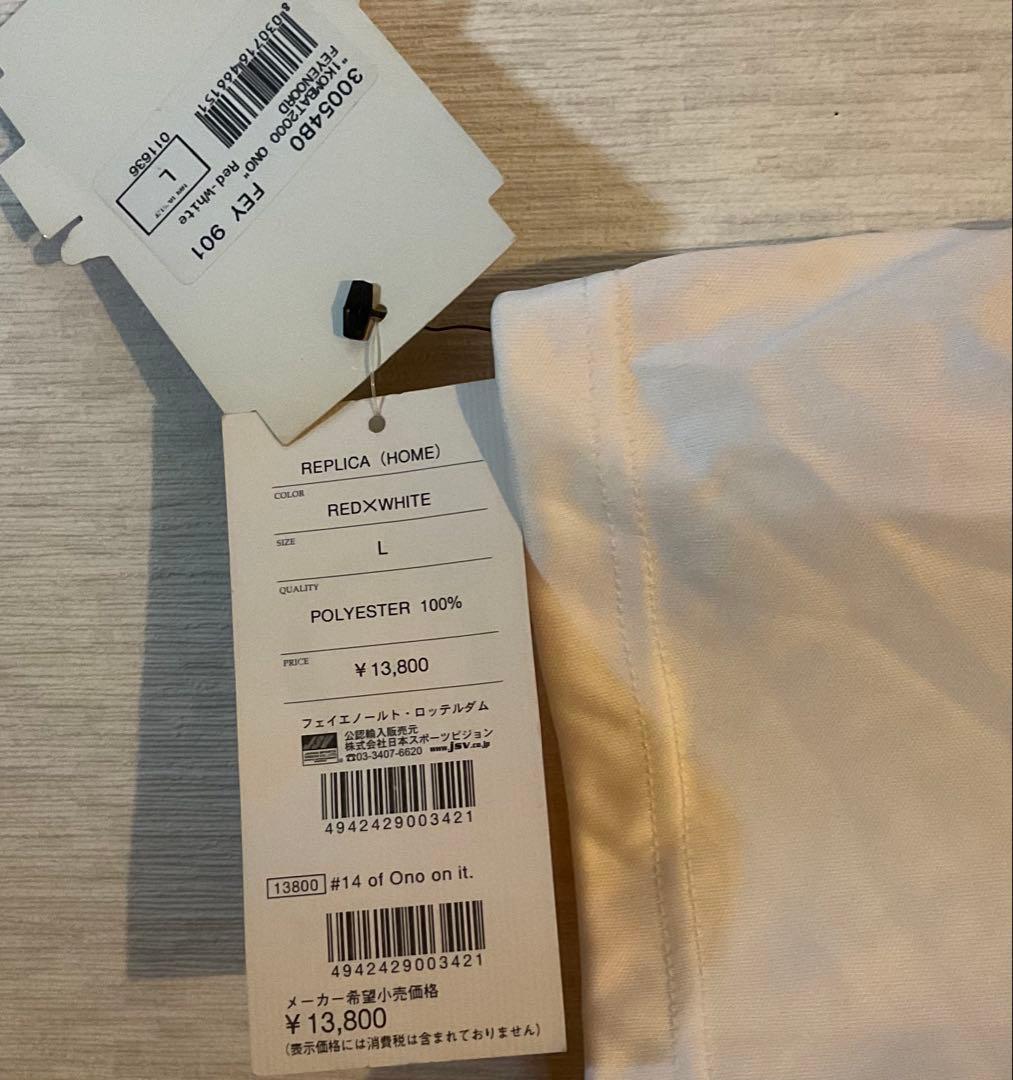 8030716466151
30054B0
"1KOMBAT2000 ONO"
FEYENOORD
Red-White
FEY 901
L
011636
REPLICA（HOME）
COLOR
RED×WHITE
SIZE
L
QUALITY
POLYESTER 100%
PRICE
￥13,800
フェイエノールト・ロッテルダム
公認輸入販売元
株式会社日本スポーツビジョン
☎03-3407-6620 www.jsv.co.jp
JSV
4942429003421
13800 #14 of Ono on it.
4942429003421
メーカー希望小売価格
￥13,800
（表示価格には消費税は含まれておりません）